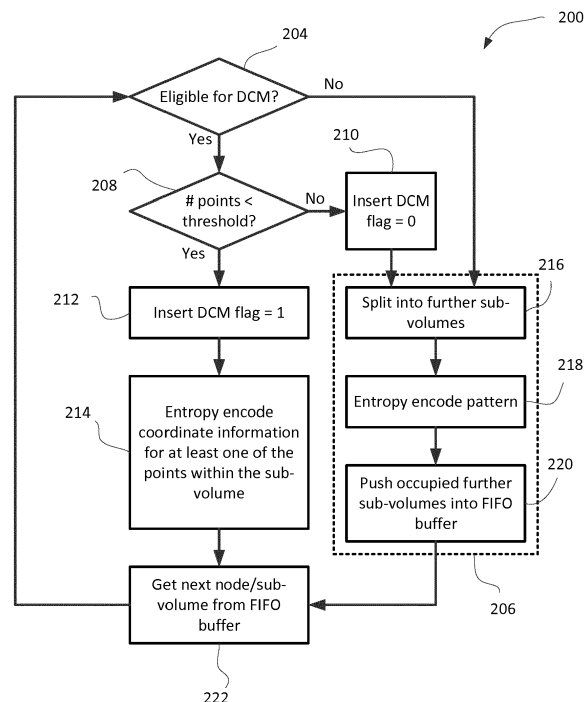 200
204
Eligible for DCM?
No
Yes
210
208
# points <
threshold?
No
Insert DCM
flag = 0
Yes
216
212
Insert DCM flag = 1
Split into further sub-
volumes
218
214
Entropy encode
coordinate information
for at least one of the
points within the sub-
volume
Entropy encode pattern
220
Push occupied further
sub-volumes into FIFO
buffer
Get next node/sub-
volume from FIFO
buffer
206
222